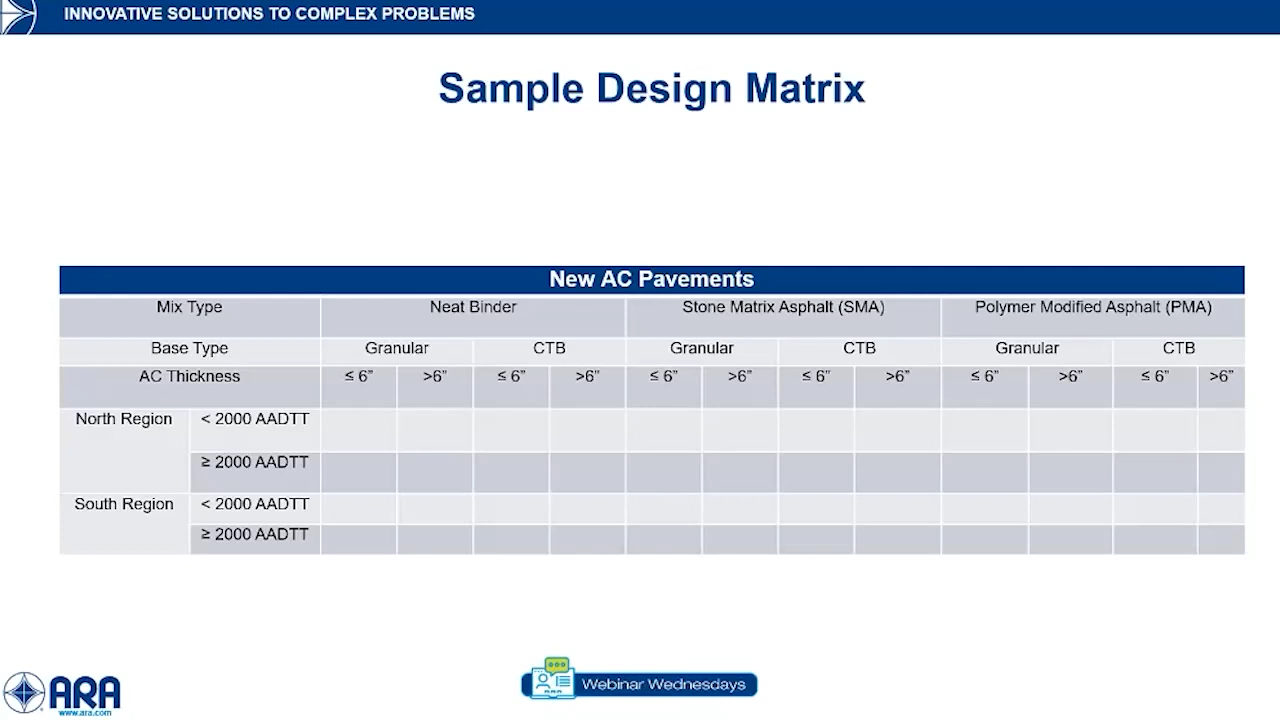 INNOVATIVE SOLUTIONS TO COMPLEX PROBLEMS
Sample Design Matrix
New AC Pavements
Mix Type Neat Binder Stone Matrix Asphalt (SMA) Polymer Modified Asphalt (PMA)
Base Type Granular CTB Granular CTB Granular CTB
AC Thickness ≤ 6” >6” ≤ 6” >6” ≤ 6” >6” ≤ 6” >6” ≤ 6” >6” ≤ 6” >6”
North Region < 2000 AADTT
≥ 2000 AADTT
South Region < 2000 AADTT
≥ 2000 AADTT
ARA
www.ara.com
Webinar Wednesdays